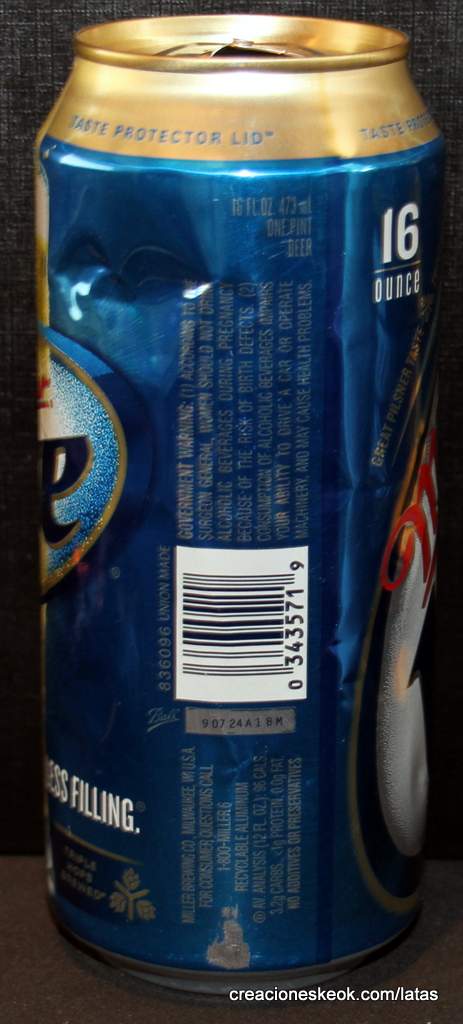 TASTE PROTECTOR LID™
TASTE
16 FL. OZ. 473 ml
ONE PINT
BEER
16
ounce
GREAT PILSNER TASTE
GOVERNMENT WARNING: (1) ACCORDING TO THE
SURGEON GENERAL, WOMEN SHOULD NOT DRINK
ALCOHOLIC BEVERAGES DURING PREGNANCY
BECAUSE OF THE RISK OF BIRTH DEFECTS. (2)
CONSUMPTION OF ALCOHOLIC BEVERAGES IMPAIRS
YOUR ABILITY TO DRIVE A CAR OR OPERATE
MACHINERY, AND MAY CAUSE HEALTH PROBLEMS.
836096 UNION MADE
0 343571 9
Ball
90724A18M
ESS FILLING.®
TRIPLE
HOPS
BREWED™
MILLER BREWING CO., MILWAUKEE, WI U.S.A.
FOR CONSUMER QUESTIONS CALL
1-800-MILLER6
RECYCLABLE ALUMINUM
AV. ANALYSIS (12 FL. OZ.): 96 CALS.,
3.2g CARBS, <1g PROTEIN, 0.0g FAT.
NO ADDITIVES OR PRESERVATIVES
creacioneskeok.com/latas